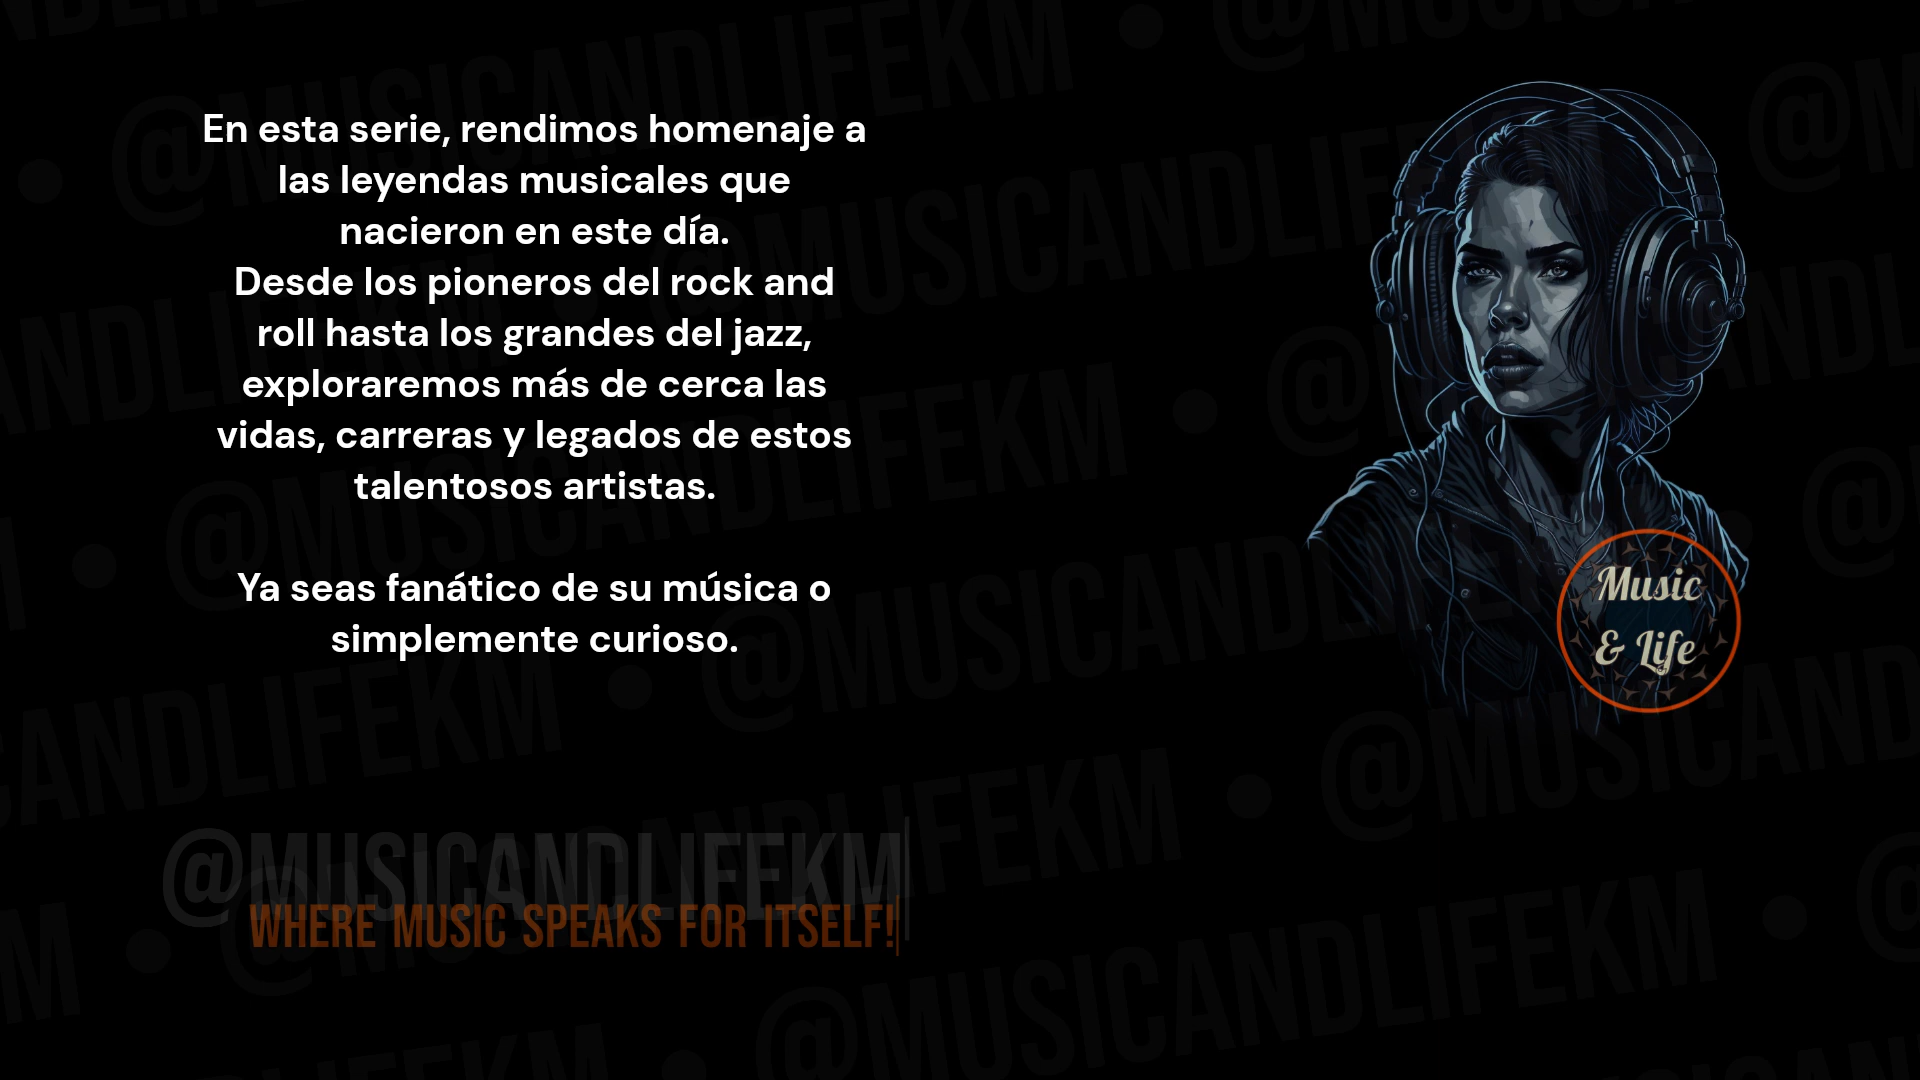 En esta serie, rendimos homenaje a
las leyendas musicales que
nacieron en este día.
Desde los pioneros del rock and
roll hasta los grandes del jazz,
exploraremos más de cerca las
vidas, carreras y legados de estos
talentosos artistas.
Ya seas fanático de su música o
simplemente curioso.
Music
& Life
@MUSICANDLIFEKM
WHERE MUSIC SPEAKS FOR ITSELF!